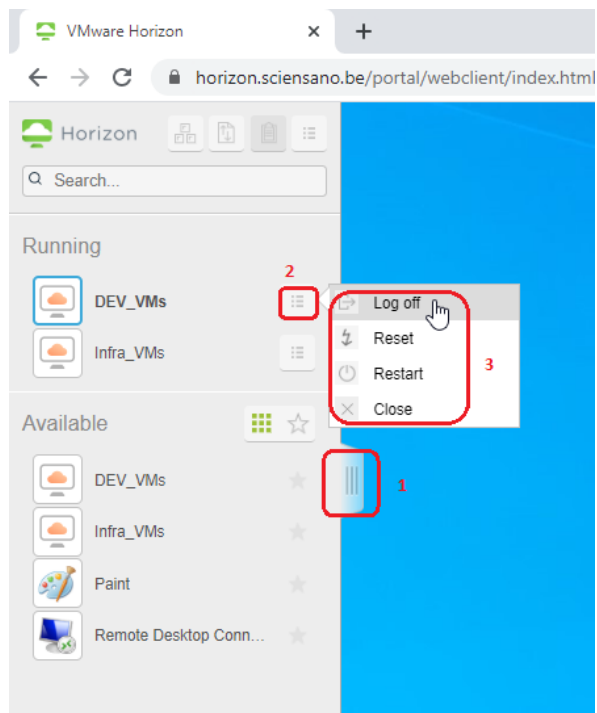 VMware Horizon
horizon.sciensano.be/portal/webclient/index.html
Horizon
Search...
Running
2
DEV_VMs
Log off
Reset
Infra_VMs
3
Restart
Close
Available
DEV_VMs
1
Infra_VMs
Paint
Remote Desktop Conn...